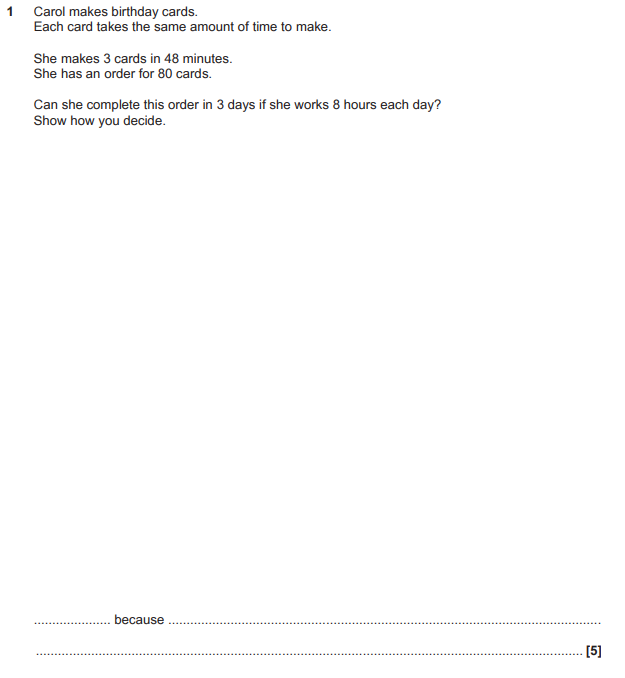 1 Carol makes birthday cards.
Each card takes the same amount of time to make.
She makes 3 cards in 48 minutes.
She has an order for 80 cards.
Can she complete this order in 3 days if she works 8 hours each day?
Show how you decide.
..................... because ........................................................................................................................
....................................................................................................................................................... [5]